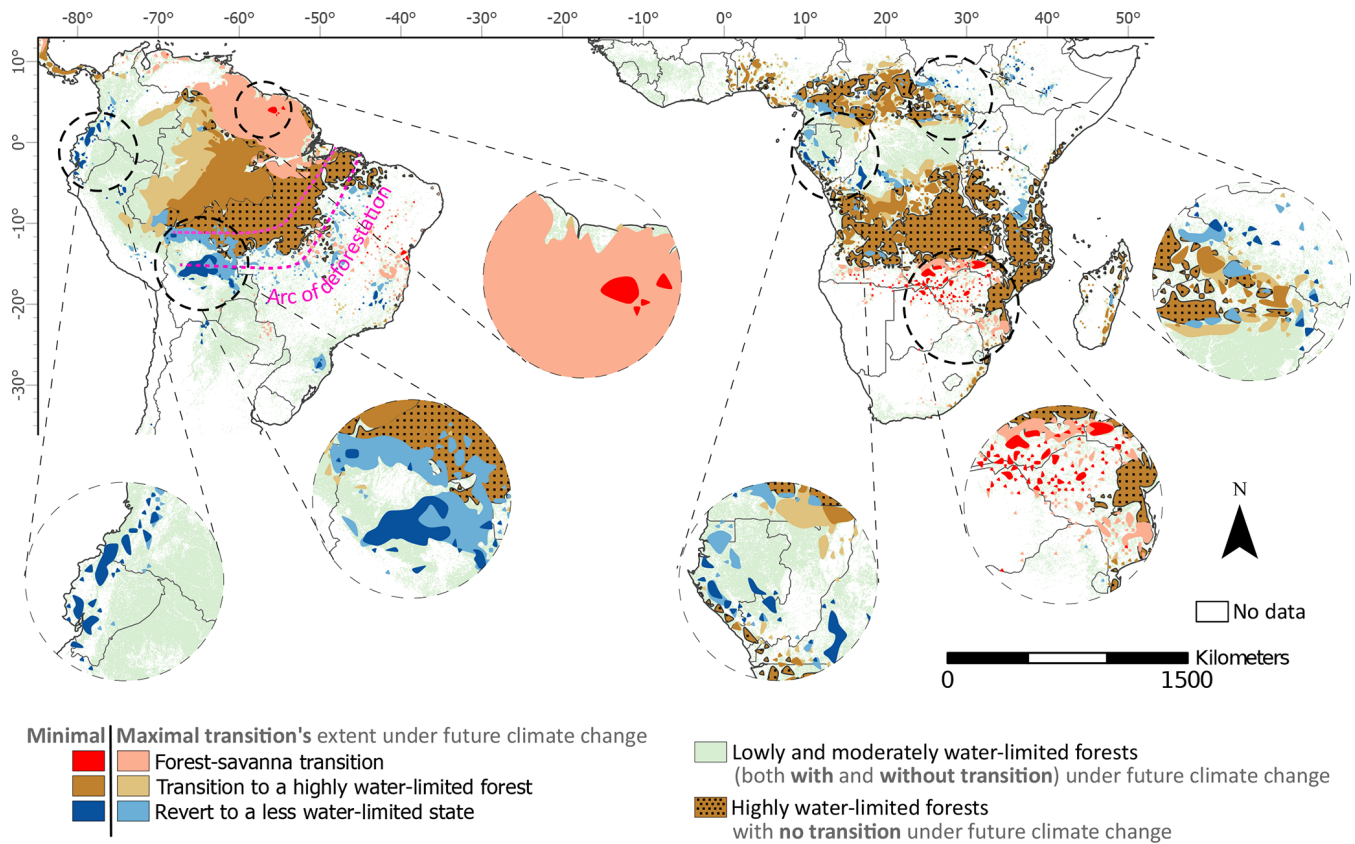 -80° -70° -60° -50° -40° -30° -20° -10° 0° 10° 20° 30° 40° 50°
10°
0°
-10°
-20°
-30°
Arc of deforestation
N
No data
Kilometers
0 1500
Minimal Maximal transition's extent under future climate change
Forest-savanna transition
Transition to a highly water-limited forest
Revert to a less water-limited state
Lowly and moderately water-limited forests
(both with and without transition) under future climate change
Highly water-limited forests
with no transition under future climate change